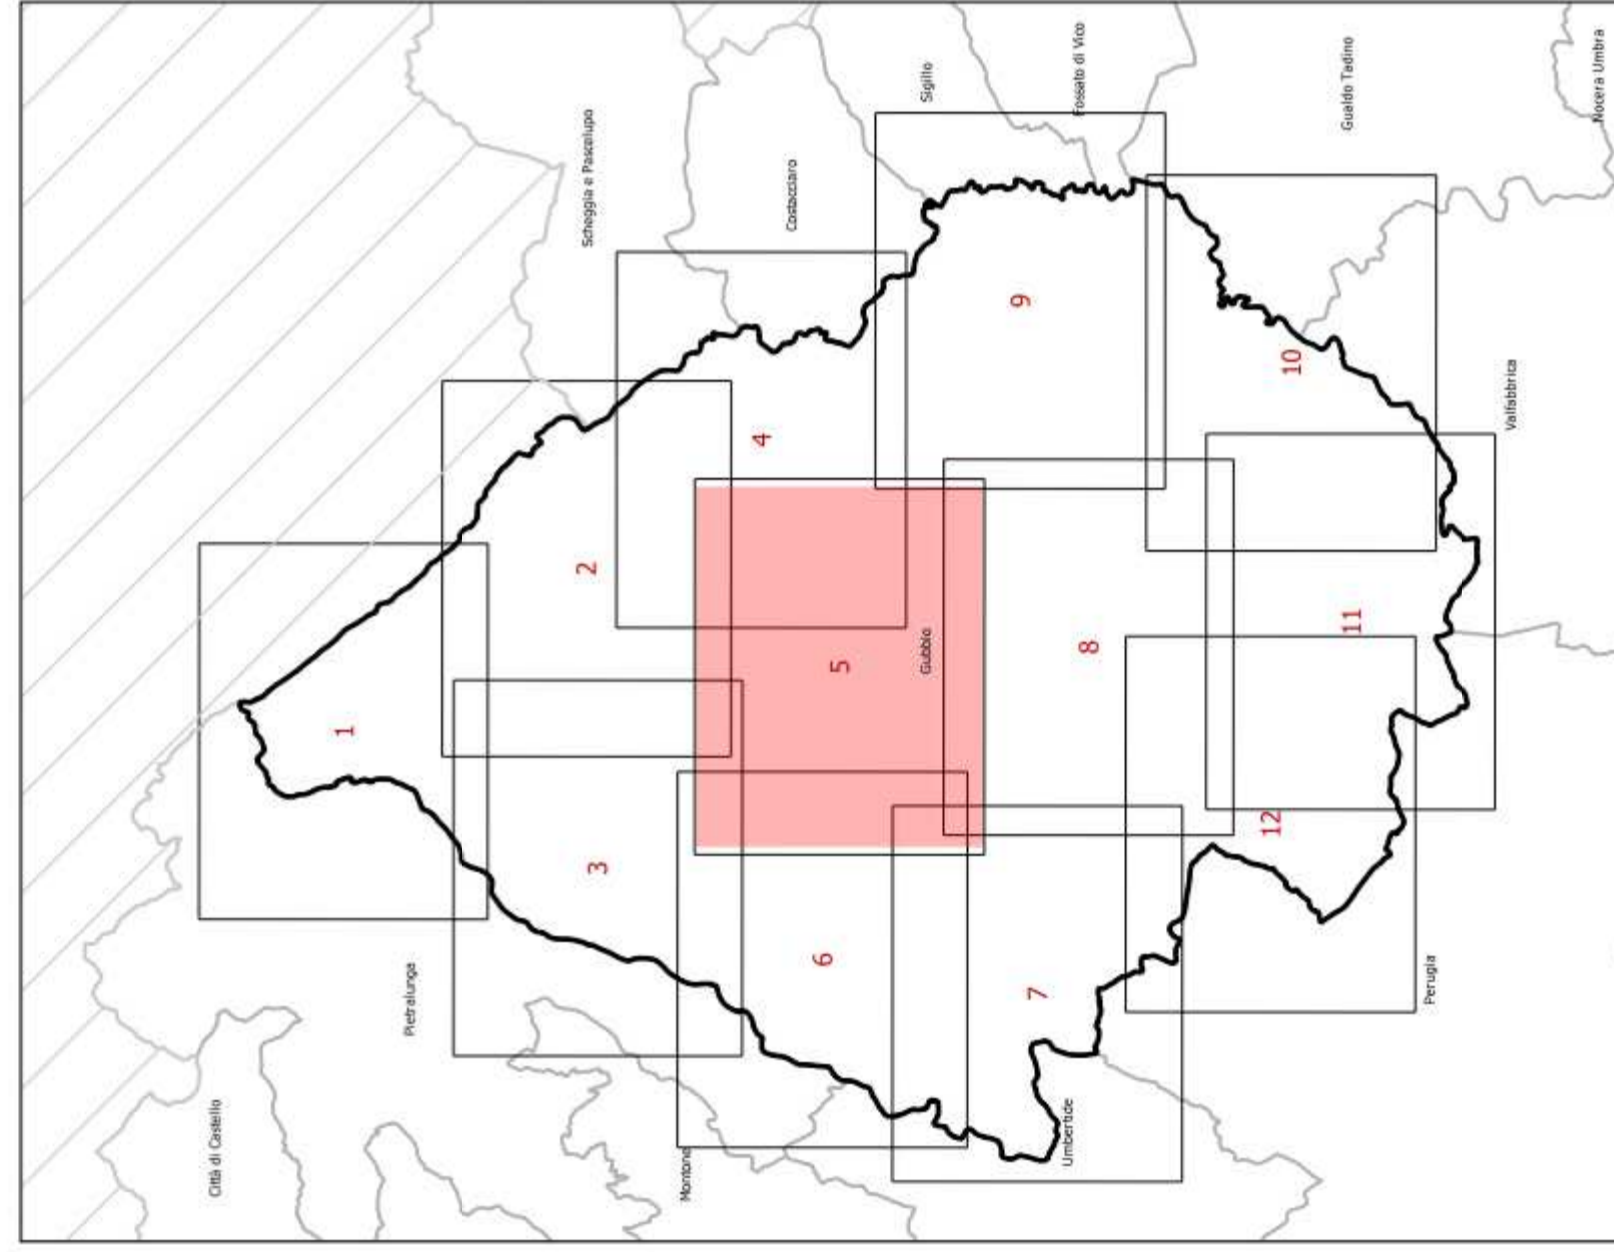 Città di Castello
1
Pietralunga
Scheggia e Pascelupo
2
3
Montone
4
Costacciaro
6
5
Gubbio
Sigillo
9
7
Umbertide
Fossato di Vico
8
12
10
Gualdo Tadino
11
Perugia
Valfabbrica
Nocera Umbra